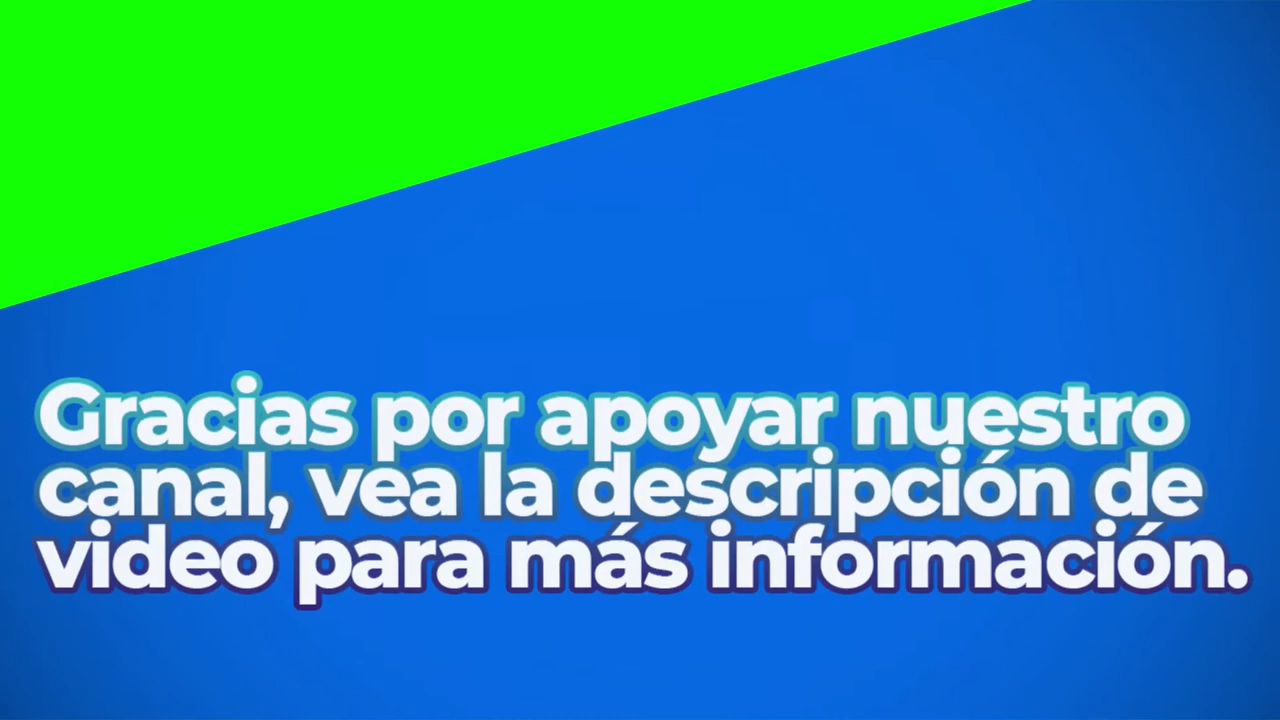 Gracias por apoyar nuestro
canal, vea la descripción de
video para más información.